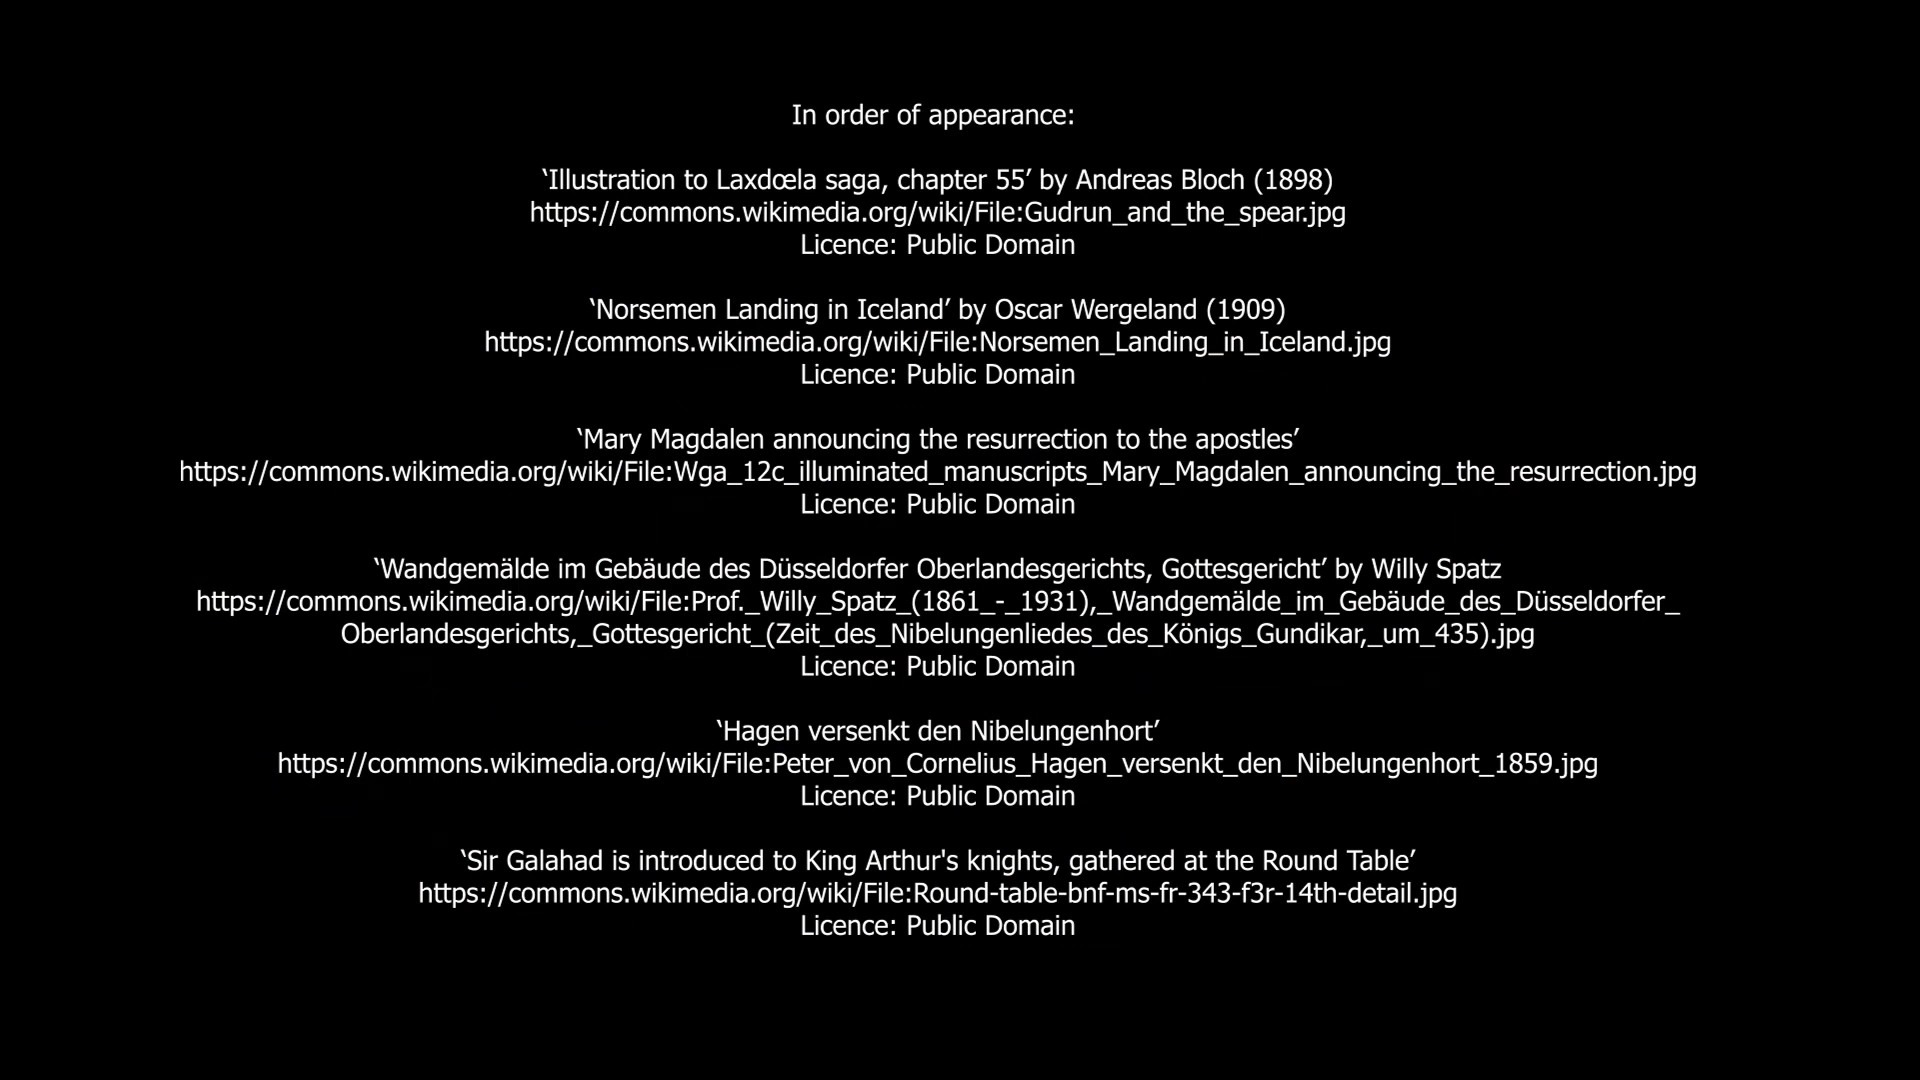 In order of appearance:
‘Illustration to Laxdœla saga, chapter 55’ by Andreas Bloch (1898)
https://commons.wikimedia.org/wiki/File:Gudrun_and_the_spear.jpg
Licence: Public Domain
‘Norsemen Landing in Iceland’ by Oscar Wergeland (1909)
https://commons.wikimedia.org/wiki/File:Norsemen_Landing_in_Iceland.jpg
Licence: Public Domain
‘Mary Magdalen announcing the resurrection to the apostles’
https://commons.wikimedia.org/wiki/File:Wga_12c_illuminated_manuscripts_Mary_Magdalen_announcing_the_resurrection.jpg
Licence: Public Domain
‘Wandgemälde im Gebäude des Düsseldorfer Oberlandesgerichts, Gottesgericht’ by Willy Spatz
https://commons.wikimedia.org/wiki/File:Prof._Willy_Spatz_(1861_-_1931),_Wandgemälde_im_Gebäude_des_Düsseldorfer_
Oberlandesgerichts,_Gottesgericht_(Zeit_des_Nibelungenliedes_des_Königs_Gundikar,_um_435).jpg
Licence: Public Domain
‘Hagen versenkt den Nibelungenhort’
https://commons.wikimedia.org/wiki/File:Peter_von_Cornelius_Hagen_versenkt_den_Nibelungenhort_1859.jpg
Licence: Public Domain
‘Sir Galahad is introduced to King Arthur's knights, gathered at the Round Table’
https://commons.wikimedia.org/wiki/File:Round-table-bnf-ms-fr-343-f3r-14th-detail.jpg
Licence: Public Domain